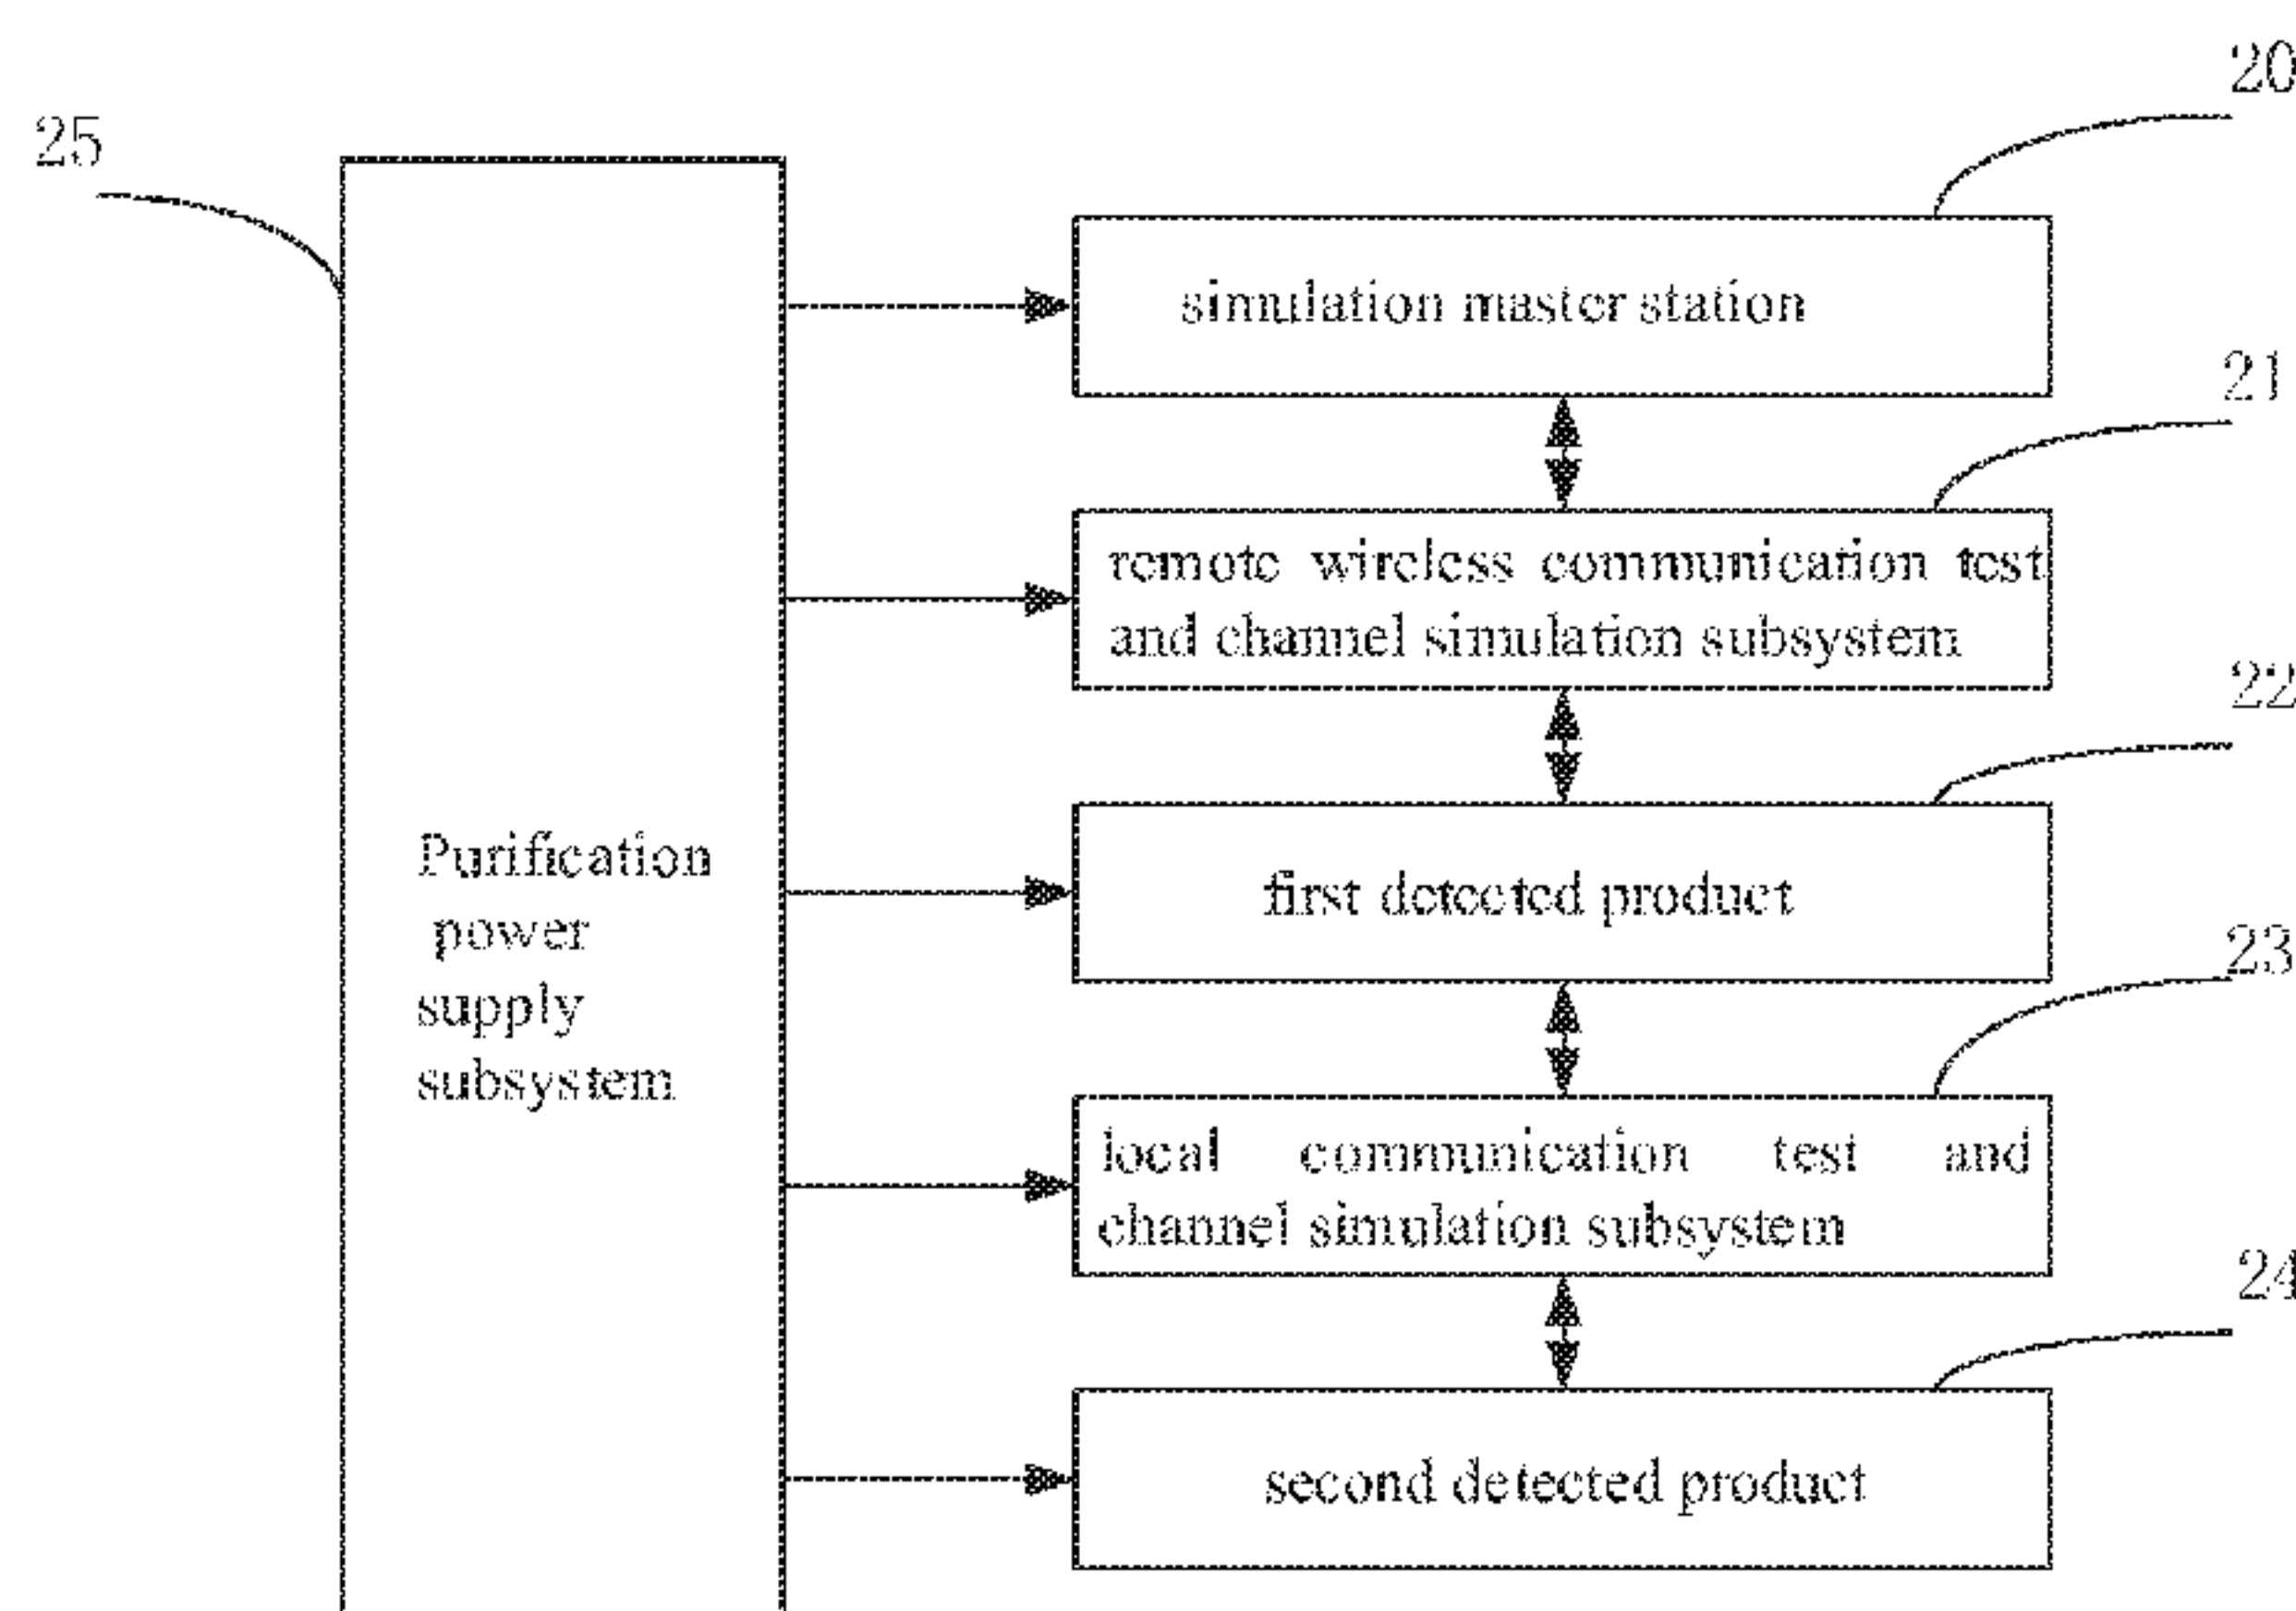 20
25
simulation master station
21
remote wireless communication test
and channel simulation subsystem
22
Purification
power
supply
subsystem
first detected product
23
local communication test and
channel simulation subsystem
24
second detected product